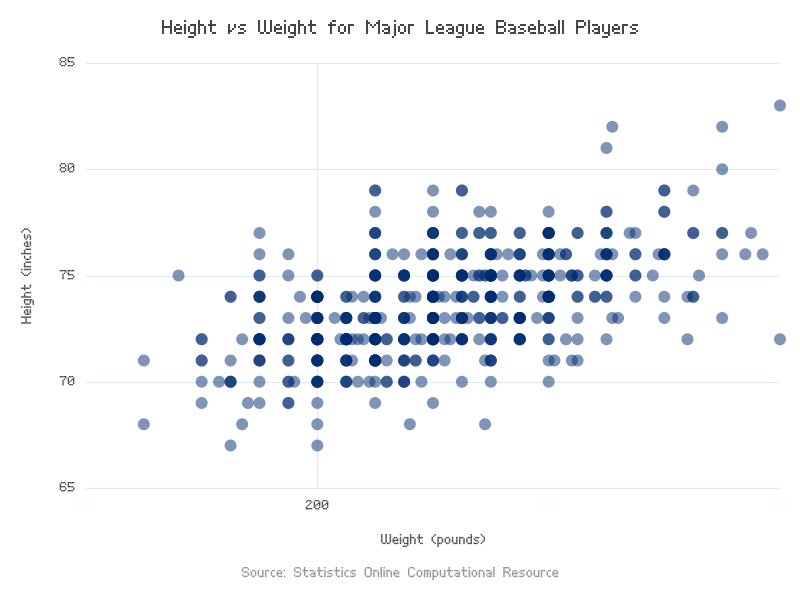 Height vs Weight for Major League Baseball Players
85
80
75
70
65
Height (inches)
200
Weight (pounds)
Source: Statistics Online Computational Resource